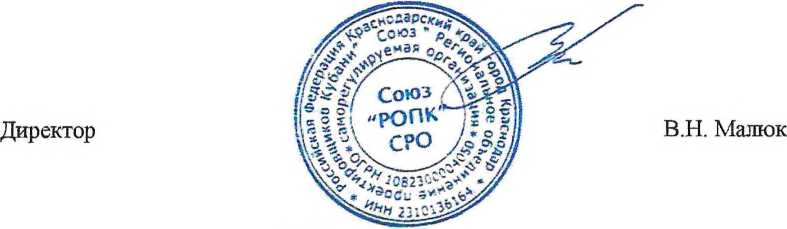 Директор
Российская Федерация Краснодарский край город Краснодар
Союз "Региональное объединение проектировщиков Кубани"
саморегулируемая организация
ОГРН 1082300004050
ИНН 2310136164
Союз
"РОПК"
СРО
В.Н. Малюк